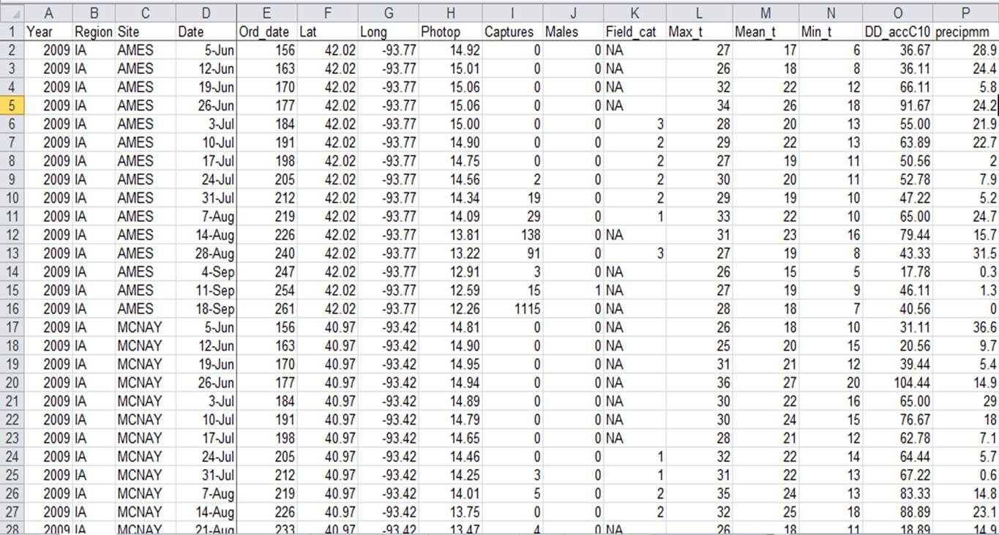 A B C D E F G H I J K L M N O P
1 Year Region Site Date Ord_date Lat Long Photop Captures Males Field_cat Max_t Mean_t Min_t DD_accC10 precipmm
2 2009 IA AMES 5-Jun 156 42.02 -93.77 14.92 0 0 NA 27 17 6 36.67 28.9
3 2009 IA AMES 12-Jun 163 42.02 -93.77 15.01 0 0 NA 26 18 8 36.11 24.4
4 2009 IA AMES 19-Jun 170 42.02 -93.77 15.06 0 0 NA 32 22 12 66.11 5.8
5 2009 IA AMES 26-Jun 177 42.02 -93.77 15.06 0 0 NA 34 26 18 91.67 24.2
6 2009 IA AMES 3-Jul 184 42.02 -93.77 15.00 0 0 3 28 20 13 55.00 21.9
7 2009 IA AMES 10-Jul 191 42.02 -93.77 14.90 0 0 2 29 22 13 63.89 22.7
8 2009 IA AMES 17-Jul 198 42.02 -93.77 14.75 0 0 2 27 19 11 50.56 2
9 2009 IA AMES 24-Jul 205 42.02 -93.77 14.56 2 0 2 30 20 11 52.78 7.9
10 2009 IA AMES 31-Jul 212 42.02 -93.77 14.34 19 0 2 29 19 10 47.22 5.2
11 2009 IA AMES 7-Aug 219 42.02 -93.77 14.09 29 0 1 33 22 10 65.00 24.7
12 2009 IA AMES 14-Aug 226 42.02 -93.77 13.81 138 0 NA 31 23 16 79.44 15.7
13 2009 IA AMES 28-Aug 240 42.02 -93.77 13.22 91 0 3 27 19 8 43.33 31.5
14 2009 IA AMES 4-Sep 247 42.02 -93.77 12.91 3 0 NA 26 15 5 17.78 0.3
15 2009 IA AMES 11-Sep 254 42.02 -93.77 12.59 15 1 NA 27 19 9 46.11 1.3
16 2009 IA AMES 18-Sep 261 42.02 -93.77 12.26 1115 0 NA 28 18 7 40.56 0
17 2009 IA MCNAY 5-Jun 156 40.97 -93.42 14.81 0 0 NA 26 18 10 31.11 36.6
18 2009 IA MCNAY 12-Jun 163 40.97 -93.42 14.90 0 0 NA 25 20 15 20.56 9.7
19 2009 IA MCNAY 19-Jun 170 40.97 -93.42 14.95 0 0 NA 31 21 12 39.44 5.4
20 2009 IA MCNAY 26-Jun 177 40.97 -93.42 14.94 0 0 NA 36 27 20 104.44 14.9
21 2009 IA MCNAY 3-Jul 184 40.97 -93.42 14.89 0 0 NA 30 22 16 65.00 29
22 2009 IA MCNAY 10-Jul 191 40.97 -93.42 14.79 0 0 NA 30 24 15 76.67 18
23 2009 IA MCNAY 17-Jul 198 40.97 -93.42 14.65 0 0 NA 28 21 12 62.78 7.1
24 2009 IA MCNAY 24-Jul 205 40.97 -93.42 14.46 0 0 1 32 22 14 64.44 5.7
25 2009 IA MCNAY 31-Jul 212 40.97 -93.42 14.25 3 0 1 31 22 13 67.22 0.6
26 2009 IA MCNAY 7-Aug 219 40.97 -93.42 14.01 5 0 2 35 24 13 83.33 14.8
27 2009 IA MCNAY 14-Aug 226 40.97 -93.42 13.75 0 0 2 32 25 18 88.89 23.1
28 2009 IA MCNAY 21-Aug 233 40.97 -93.42 13.47 4 0 NA 26 18 11 18.89 14.9